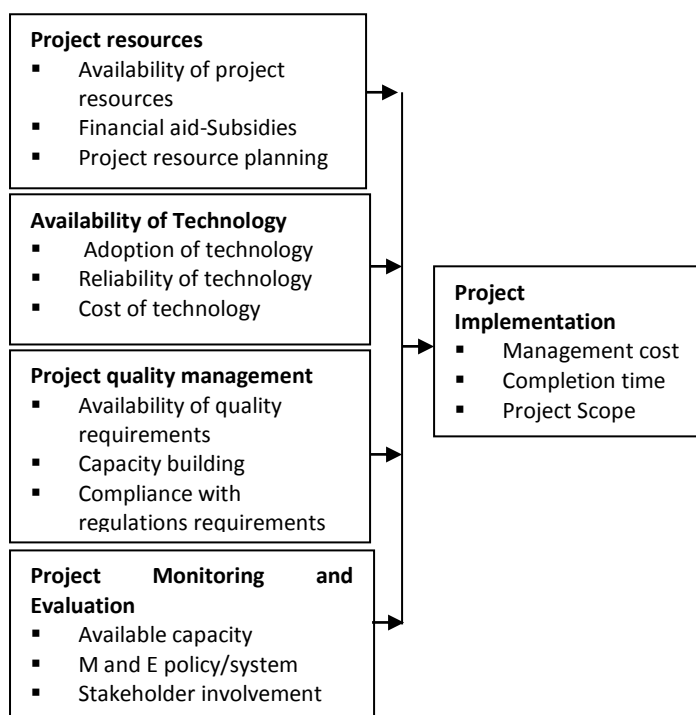 Project resources
▪ Availability of project
resources
▪ Financial aid-Subsidies
▪ Project resource planning
Availability of Technology
▪ Adoption of technology
▪ Reliability of technology
▪ Cost of technology
Project quality management
▪ Availability of quality
requirements
▪ Capacity building
▪ Compliance with
regulations requirements
Project Monitoring and
Evaluation
▪ Available capacity
▪ M and E policy/system
▪ Stakeholder involvement
Project
Implementation
▪ Management cost
▪ Completion time
▪ Project Scope